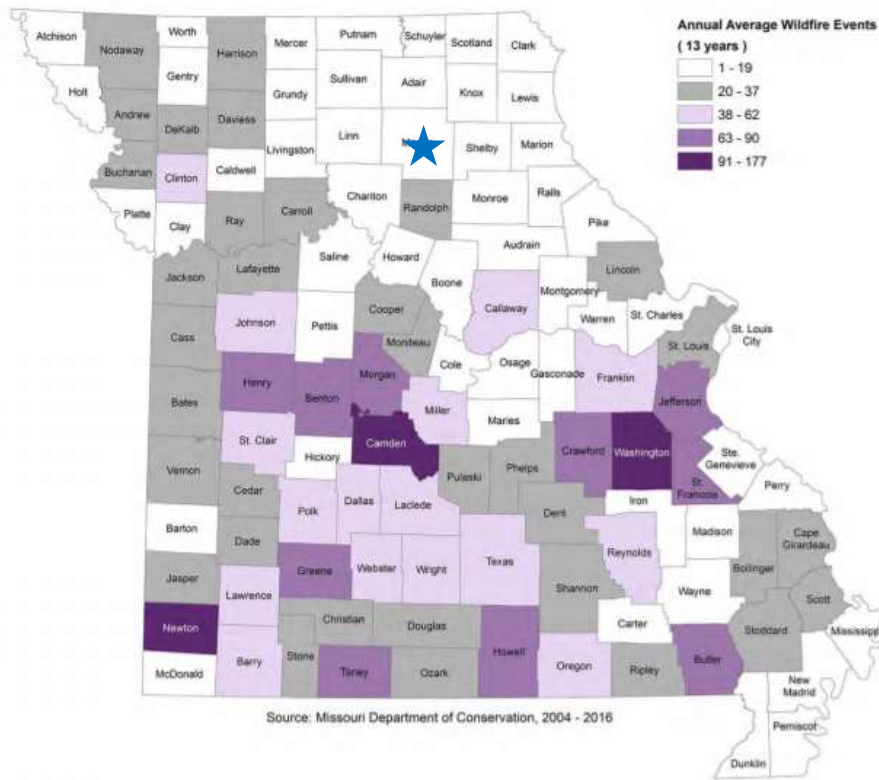 Annual Average Wildfire Events
( 13 years )
1 - 19
20 - 37
38 - 62
63 - 90
91 - 177
Atchison
Nodaway
Worth
Harrison
Mercer
Putnam
Schuyler
Scotland
Clark
Holt
Gentry
Grundy
Sullivan
Adair
Knox
Lewis
Andrew
DeKalb
Daviess
Livingston
Linn
Shelby
Marion
Buchanan
Clinton
Caldwell
Chariton
Randolph
Monroe
Ralls
Platte
Clay
Ray
Carroll
Pike
Saline
Howard
Audrain
Jackson
Lafayette
Boone
Callaway
Montgomery
Lincoln
Johnson
Pettis
Cooper
Moniteau
Warren
St. Charles
St. Louis
City
St. Louis
Cass
Cole
Osage
Gasconade
Franklin
Henry
Benton
Morgan
Miller
Maries
Jefferson
Bates
St. Clair
Hickory
Camden
Pulaski
Phelps
Crawford
Washington
Ste.
Genevieve
St.
Francois
Perry
Vernon
Cedar
Polk
Dallas
Laclede
Dent
Iron
Madison
Cape
Girardeau
Barton
Dade
Greene
Webster
Wright
Texas
Reynolds
Bollinger
Jasper
Lawrence
Shannon
Wayne
Scott
Newton
Christian
Douglas
Carter
Stoddard
Mississippi
McDonald
Barry
Stone
Taney
Ozark
Howell
Oregon
Ripley
Butler
New
Madrid
Pemiscot
Dunklin
Source: Missouri Department of Conservation, 2004 - 2016